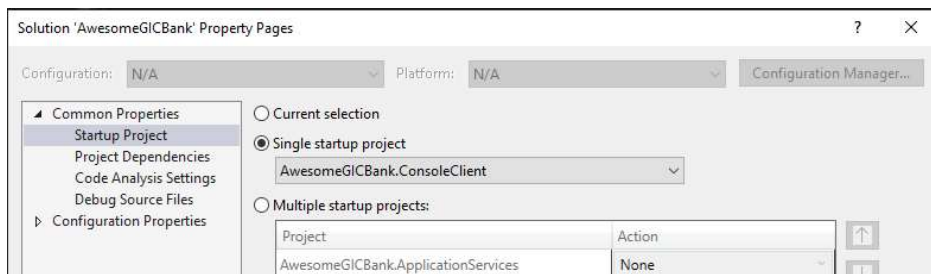 Solution 'AwesomeGICBank' Property Pages
? X
Configuration: N/A Platform: N/A Configuration Manager...
Common Properties
Startup Project
Project Dependencies
Code Analysis Settings
Debug Source Files
Configuration Properties
Current selection
Single startup project
AwesomeGICBank.ConsoleClient
Multiple startup projects:
Project Action
AwesomeGICBank.ApplicationServices None